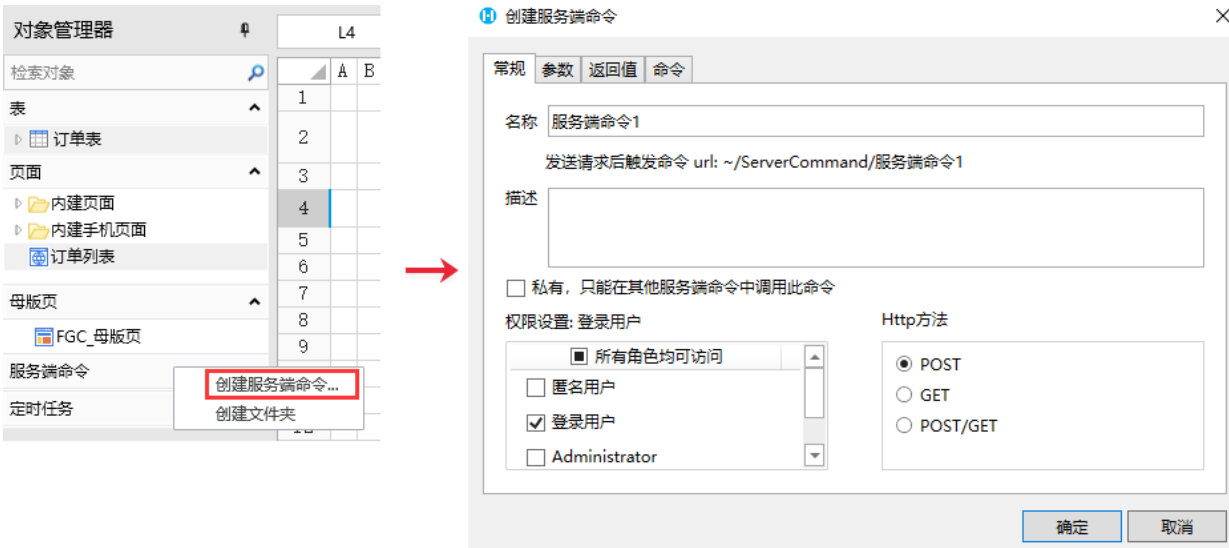 对象管理器
L4
检索对象
A B
表
1
订单表
2
页面
3
内建页面
4
内建手机页面
5
订单列表
6
7
母版页
8
FGC_母版页
9
服务端命令
创建服务端命令...
定时任务
创建文件夹
创建服务端命令
常规 参数 返回值 命令
名称 服务端命令1
发送请求后触发命令 url: ~/ServerCommand/服务端命令1
描述
私有，只能在其他服务端命令中调用此命令
权限设置: 登录用户
Http方法
所有角色均可访问
匿名用户
登录用户
Administrator
POST
GET
POST/GET
确定 取消